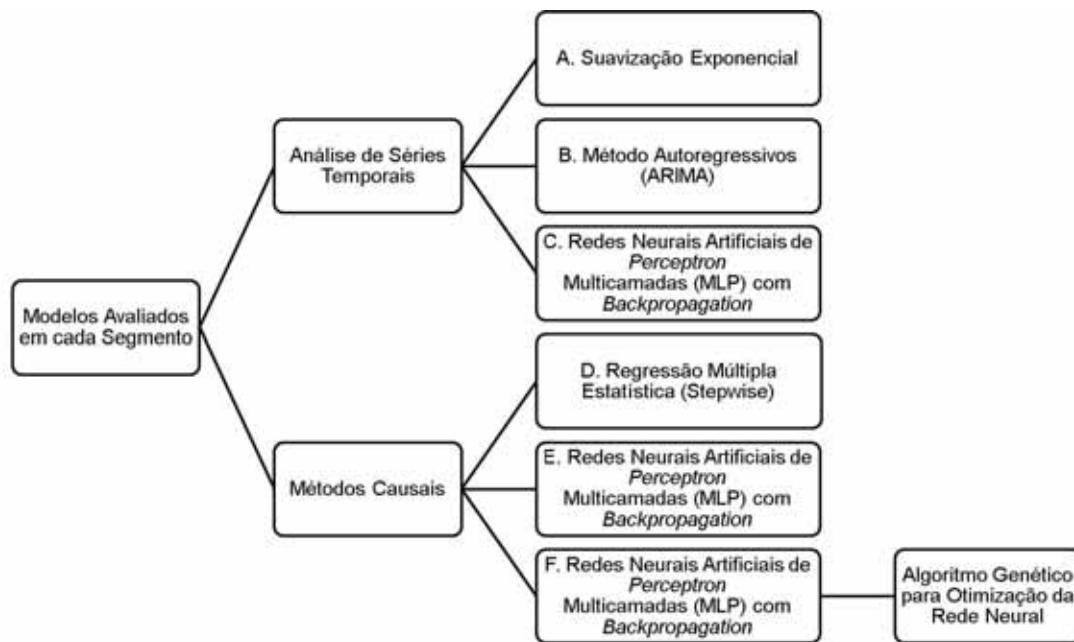 A. Suavização Exponencial
Análise de Séries
Temporais
B. Método Autoregressivos
(ARIMA)
C. Redes Neurais Artificiais de
Perceptron
Multicamadas (MLP) com
Backpropagation
Modelos Avaliados
em cada Segmento
D. Regressão Múltipla
Estatística (Stepwise)
Métodos Causais
E. Redes Neurais Artificiais de
Perceptron
Multicamadas (MLP) com
Backpropagation
F. Redes Neurais Artificiais de
Perceptron
Multicamadas (MLP) com
Backpropagation
Algoritmo Genético
para Otimização da
Rede Neural